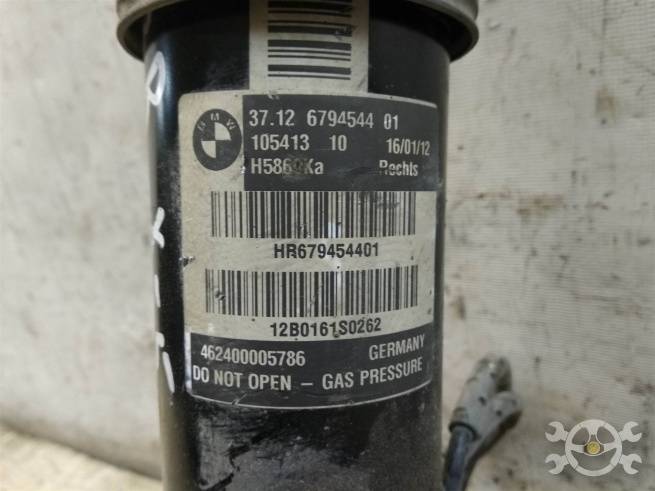 BMW
37.12 6794544 01
105413 10 16/01/12
Rechts
HR679454401
12B0161S0262
462400005786 GERMANY
DO NOT OPEN – GAS PRESSURE